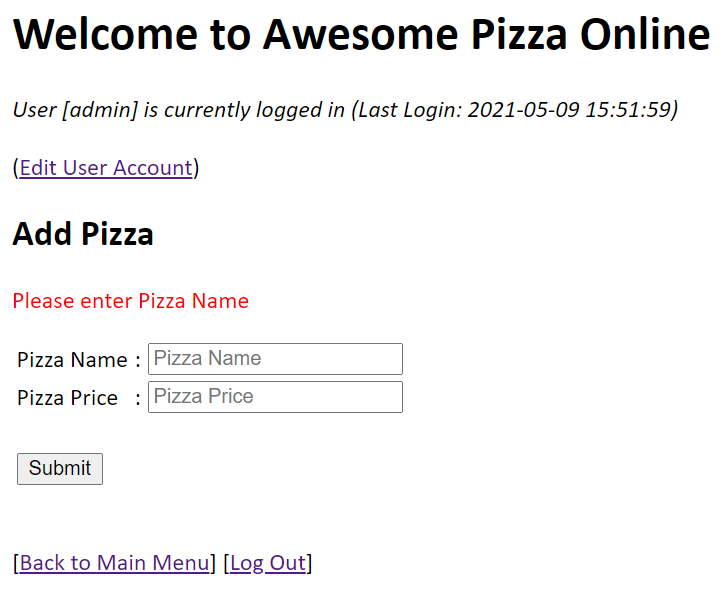 Welcome to Awesome Pizza Online
User [admin] is currently logged in (Last Login: 2021-05-09 15:51:59)
(Edit User Account)
Add Pizza
Please enter Pizza Name
Pizza Name : Pizza Name
Pizza Price : Pizza Price
Submit
[Back to Main Menu] [Log Out]